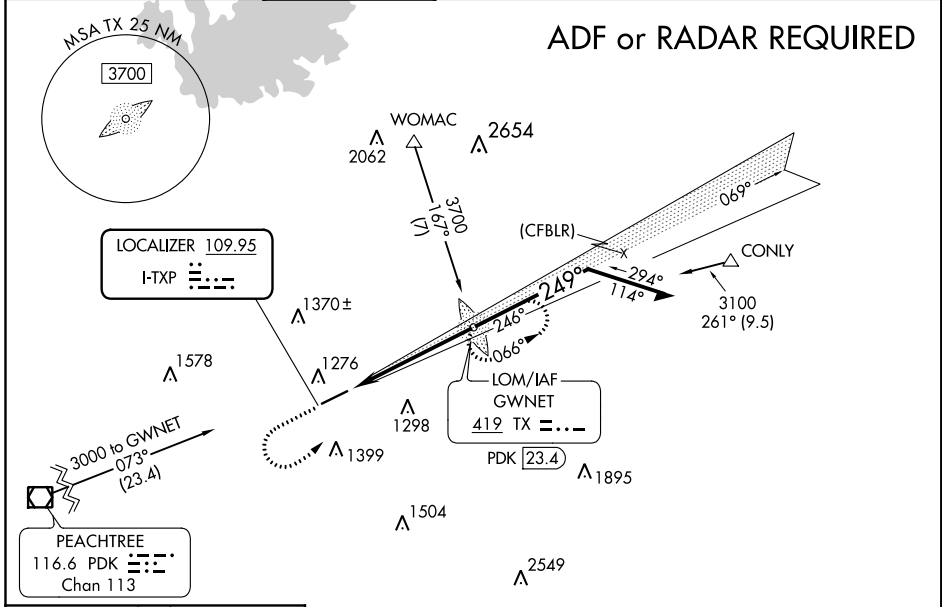 MSA TX 25 NM
3700
ADF or RADAR REQUIRED
WOMAC
2062
2654
3700
167°
(7)
069°
(CFBLR)
CONLY
LOCALIZER 109.95
I-TXP
249°
294°
114°
3100
261° (9.5)
1370±
246°
066°
1578
1276
LOM/IAF
GWNET
419 TX
1298
PDK 23.4
3000 to GWNET
073°
(23.4)
1399
1895
1504
PEACHTREE
116.6 PDK
Chan 113
2549